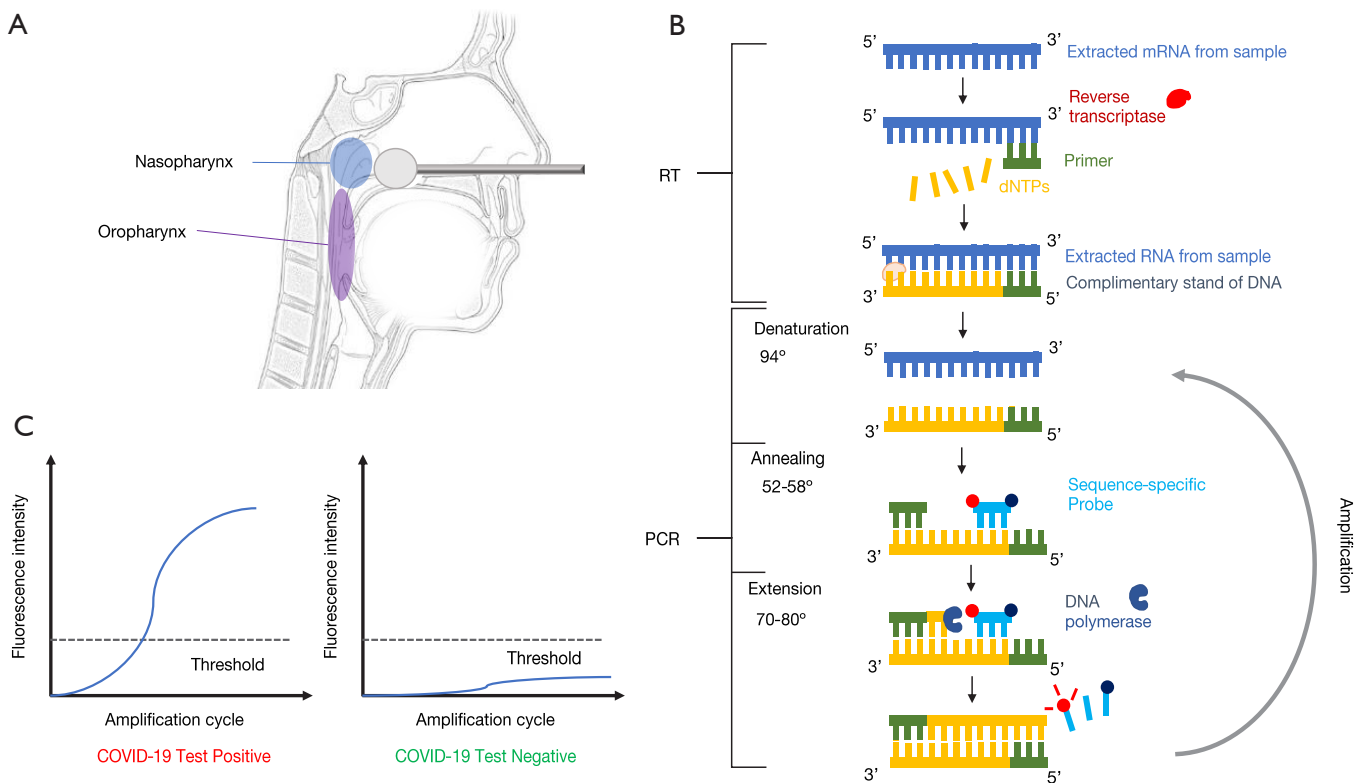 A
Nasopharynx
Oropharynx
B
RT
5’
3’
Extracted mRNA from sample
5’
3’
Reverse
transcriptase
Primer
dNTPs
5’
3’
Extracted RNA from sample
Complimentary stand of DNA
3’
5’
PCR
Denaturation
94º
5’
3’
3’
5’
Annealing
52-58º
Sequence-specific
Probe
3’
5’
Extension
70-80º
DNA
polymerase
3’
5’
3’
5’
Amplification
C
Fluorescence intensity
Threshold
Amplification cycle
COVID-19 Test Positive
Fluorescence intensity
Threshold
Amplification cycle
COVID-19 Test Negative